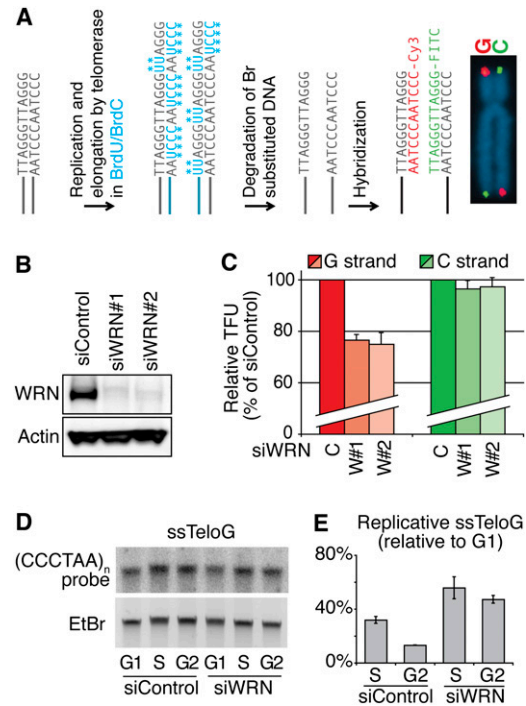 A
TTAGGGTTAGGG
AATCCCAATCCC
Replication and
elongation by telomerase
in BrdU/BrdC
TTAGGGTTAGGGUUAGGG
AAUCCCAAUCCCAAUCCC
UUAGGGUUAGGGUUAGGG
AATCCCAATCCCAAUCCC
Degradation of Br
substituted DNA
TTAGGGTTAGGG
AATCCCAATCCC
Hybridization
TTAGGGTTAGGG
AATCCCAATCCC-Cy3
TTAGGGTTAGGG-FITC
AATCCCAATCCC
G
C
B
siControl
siWRN#1
siWRN#2
WRN
Actin
C
G strand
C strand
Relative TFU
(% of siControl)
100
80
60
0
siWRN
C
W#1
W#2
C
W#1
W#2
D
ssTeloG
(CCCTAA)n
probe
EtBr
G1 S G2 G1 S G2
siControl siWRN
E
Replicative ssTeloG
(relative to G1)
80%
40%
0%
S G2 S G2
siControl siWRN